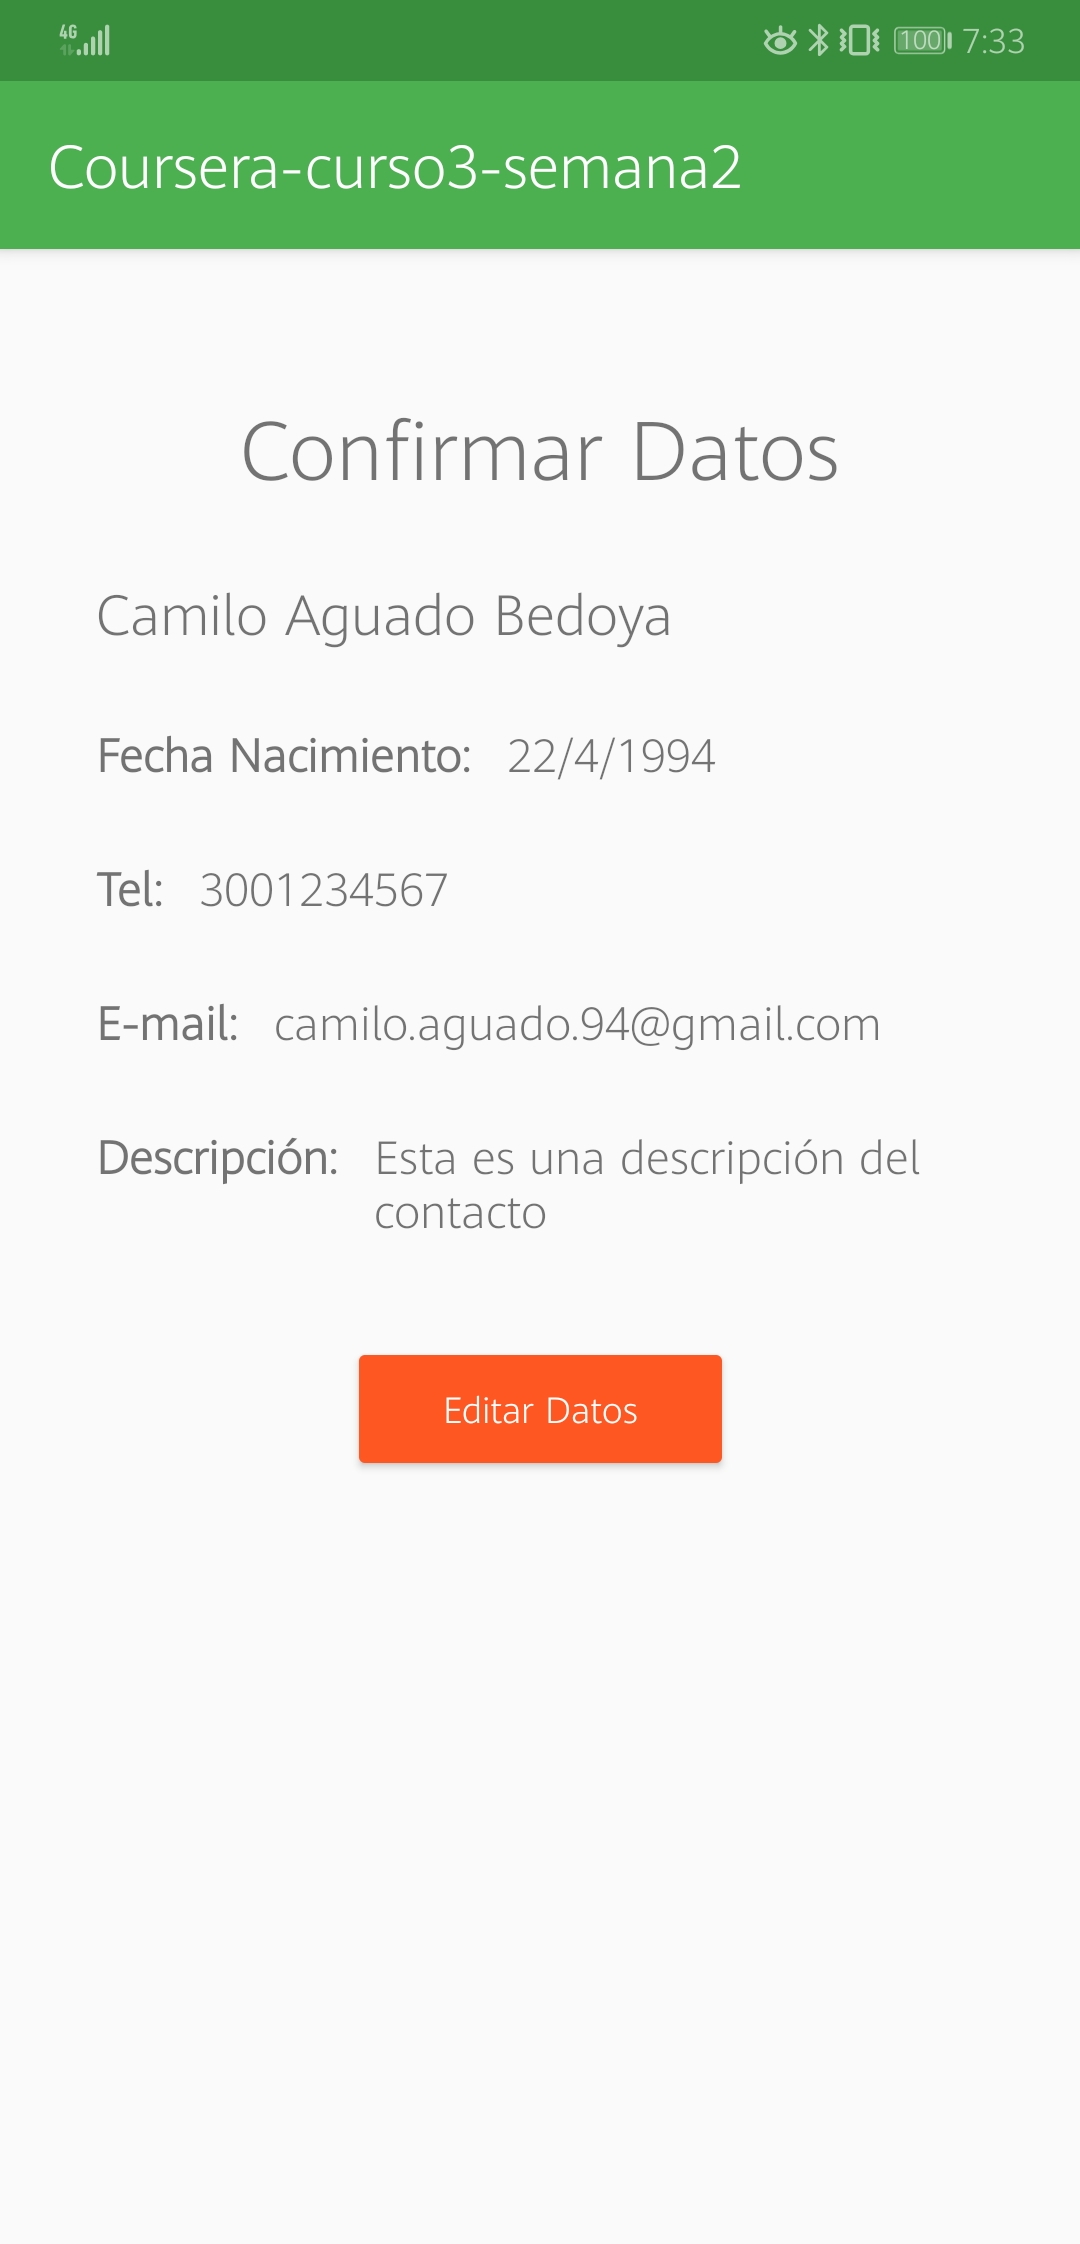 4G 100 7:33
Coursera-curso3-semana2
Confirmar Datos
Camilo Aguado Bedoya
Fecha Nacimiento: 22/4/1994
Tel: 3001234567
E-mail: camilo.aguado.94@gmail.com
Descripción: Esta es una descripción del
contacto
Editar Datos